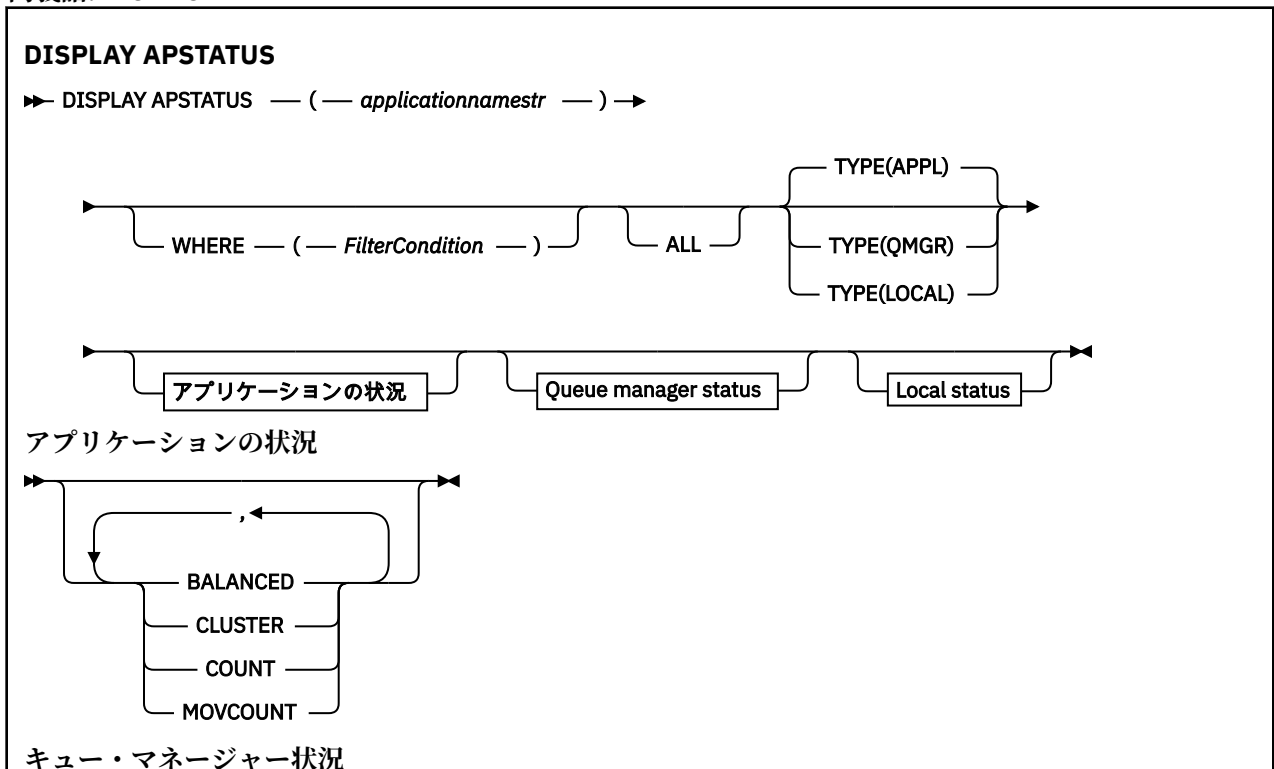 DISPLAY APSTATUS
DISPLAY APSTATUS ( applicationnamestr )
TYPE(APPL)
WHERE ( FilterCondition ) ALL TYPE(QMGR)
TYPE(LOCAL)
アプリケーションの状況 Queue manager status Local status
アプリケーションの状況
,
BALANCED
CLUSTER
COUNT
MOVCOUNT
キュー・マネージャー状況